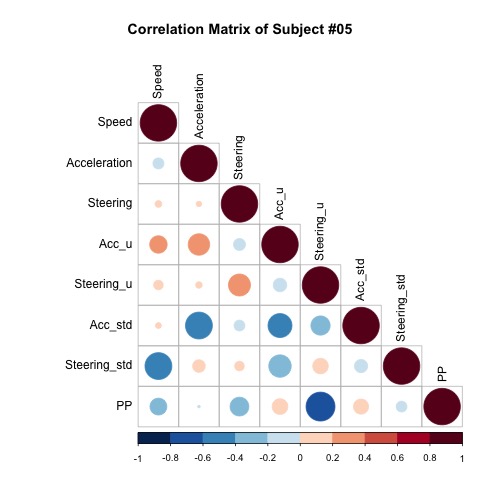 Correlation Matrix of Subject #05
Speed
Acceleration
Steering
Acc_u
Steering_u
Acc_std
Steering_std
PP
Speed
Acceleration
Steering
Acc_u
Steering_u
Acc_std
Steering_std
PP
-1 -0.8 -0.6 -0.4 -0.2 0 0.2 0.4 0.6 0.8 1